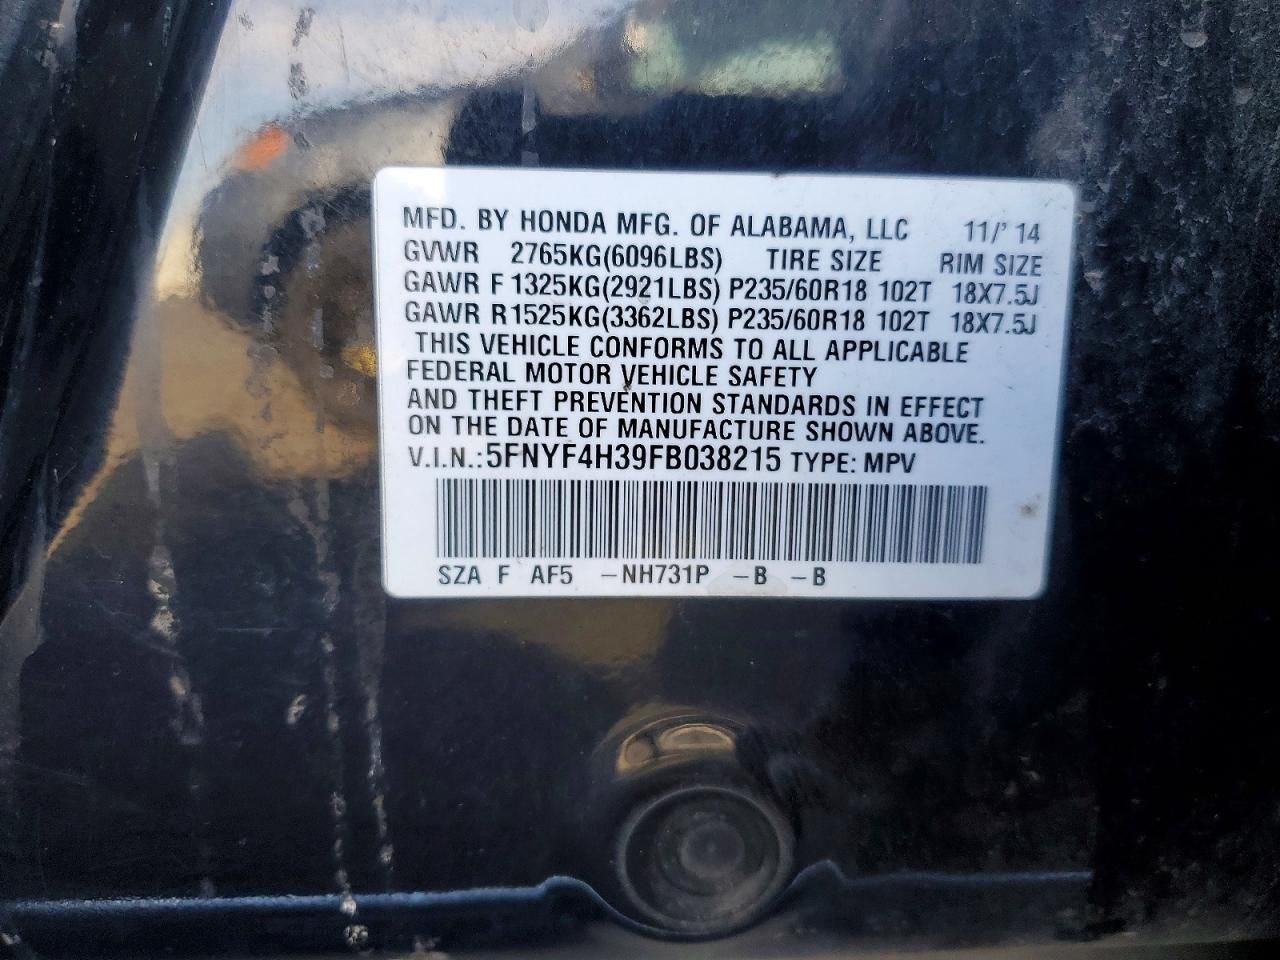 MFD. BY HONDA MFG. OF ALABAMA, LLC 11/' 14
GVWR 2765KG(6096LBS) TIRE SIZE RIM SIZE
GAWR F 1325KG(2921LBS) P235/60R18 102T 18X7.5J
GAWR R 1525KG(3362LBS) P235/60R18 102T 18X7.5J
THIS VEHICLE CONFORMS TO ALL APPLICABLE
FEDERAL MOTOR VEHICLE SAFETY
AND THEFT PREVENTION STANDARDS IN EFFECT
ON THE DATE OF MANUFACTURE SHOWN ABOVE.
V.I.N.:5FNYF4H39FB038215 TYPE: MPV
SZA F AF5 -NH731P -B -B